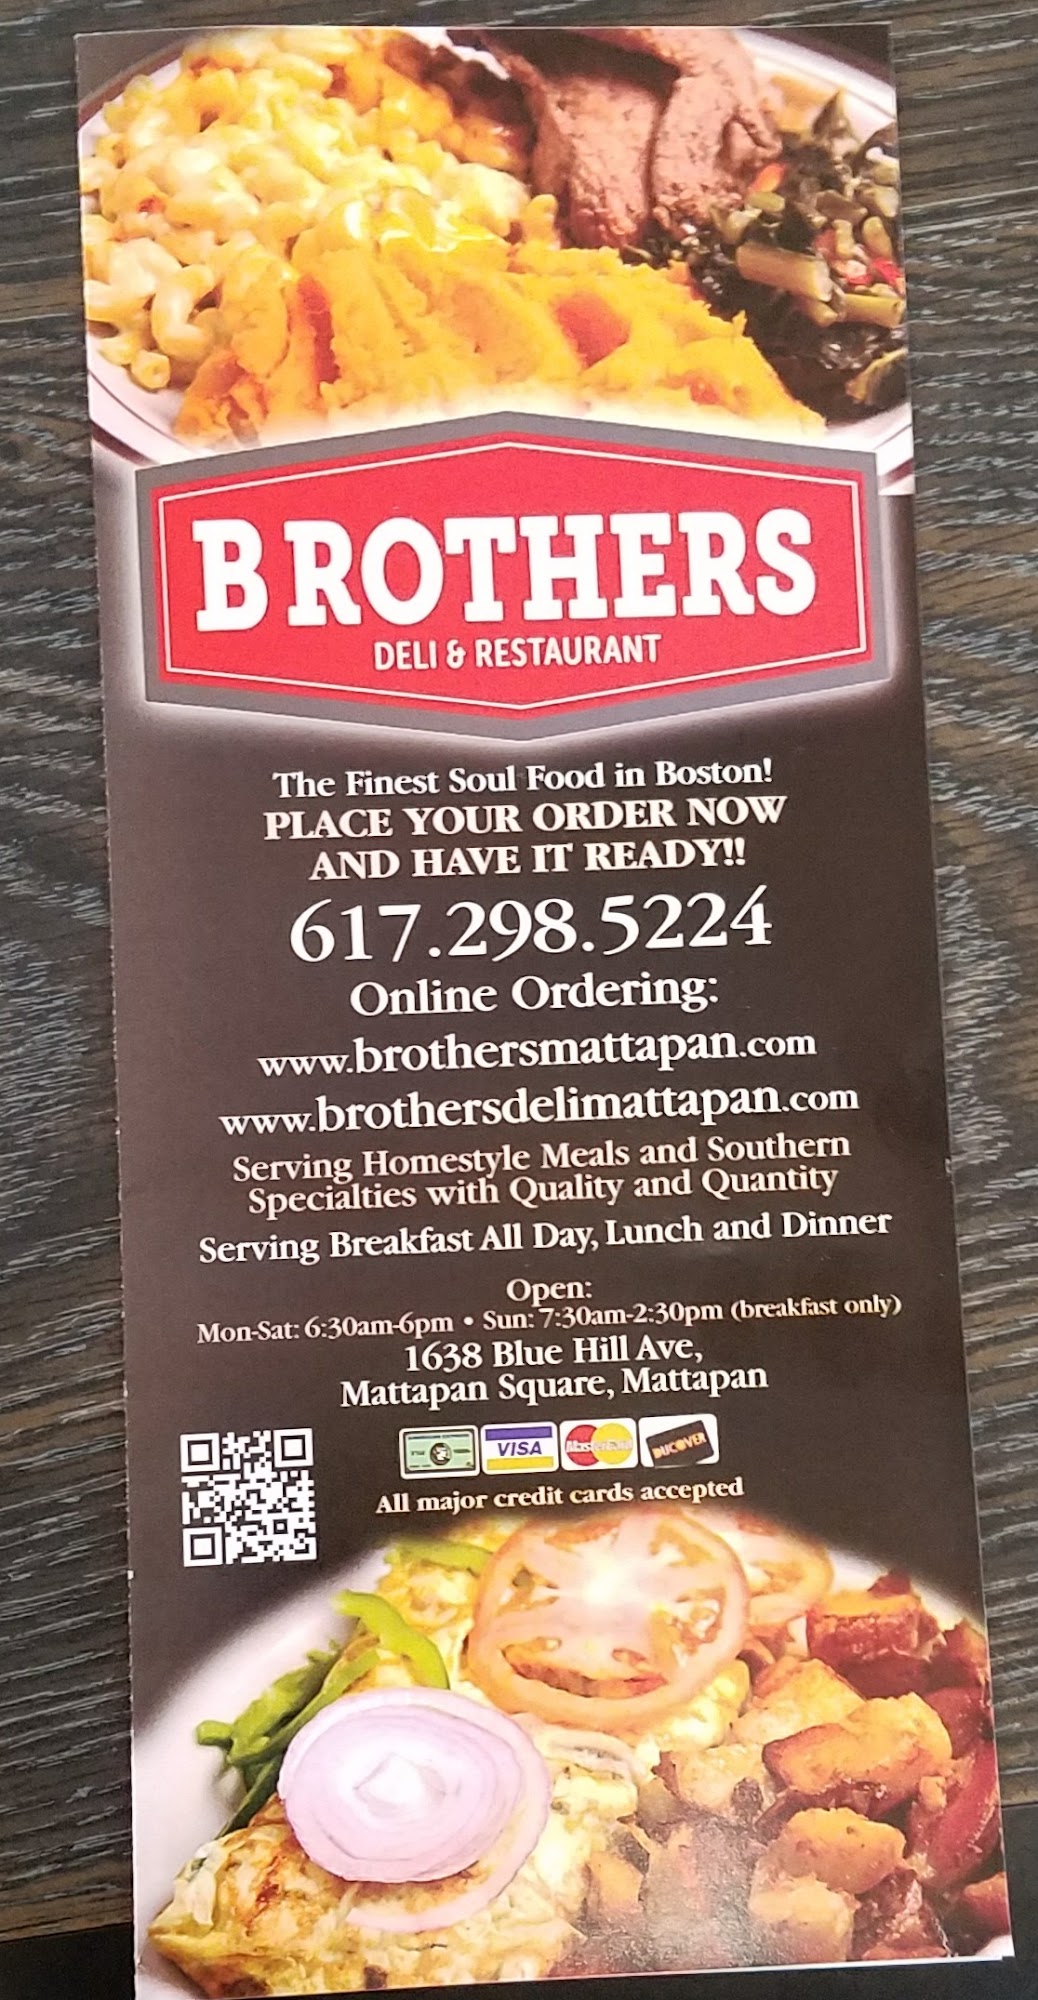 BROTHERS
DELI & RESTAURANT
The Finest Soul Food in Boston!
PLACE YOUR ORDER NOW
AND HAVE IT READY!!
617.298.5224
Online Ordering:
www.brothersmattapan.com
www.brothersdelimattapan.com
Serving Homestyle Meals and Southern
Specialties with Quality and Quantity
Serving Breakfast All Day, Lunch and Dinner
Open:
Mon-Sat: 6:30am-6pm • Sun: 7:30am-2:30pm (breakfast only)
1638 Blue Hill Ave,
Mattapan Square, Mattapan
VISA MasterCard DISCOVER
All major credit cards accepted